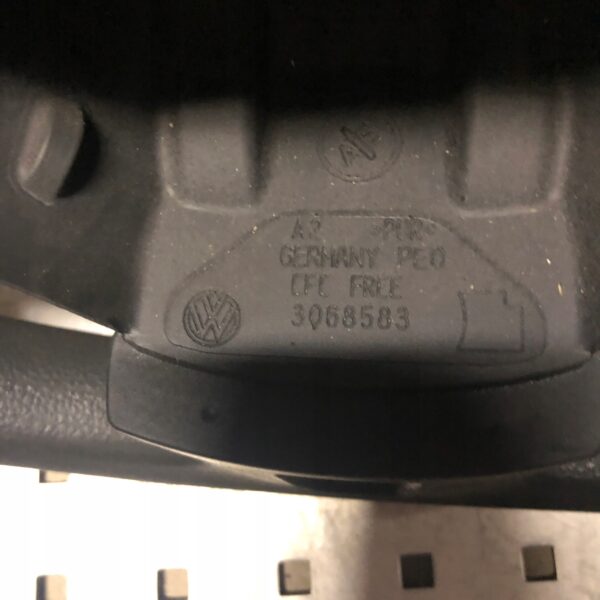 A2 >PUR<
GERMANY PE0
CFC FREE
3068583